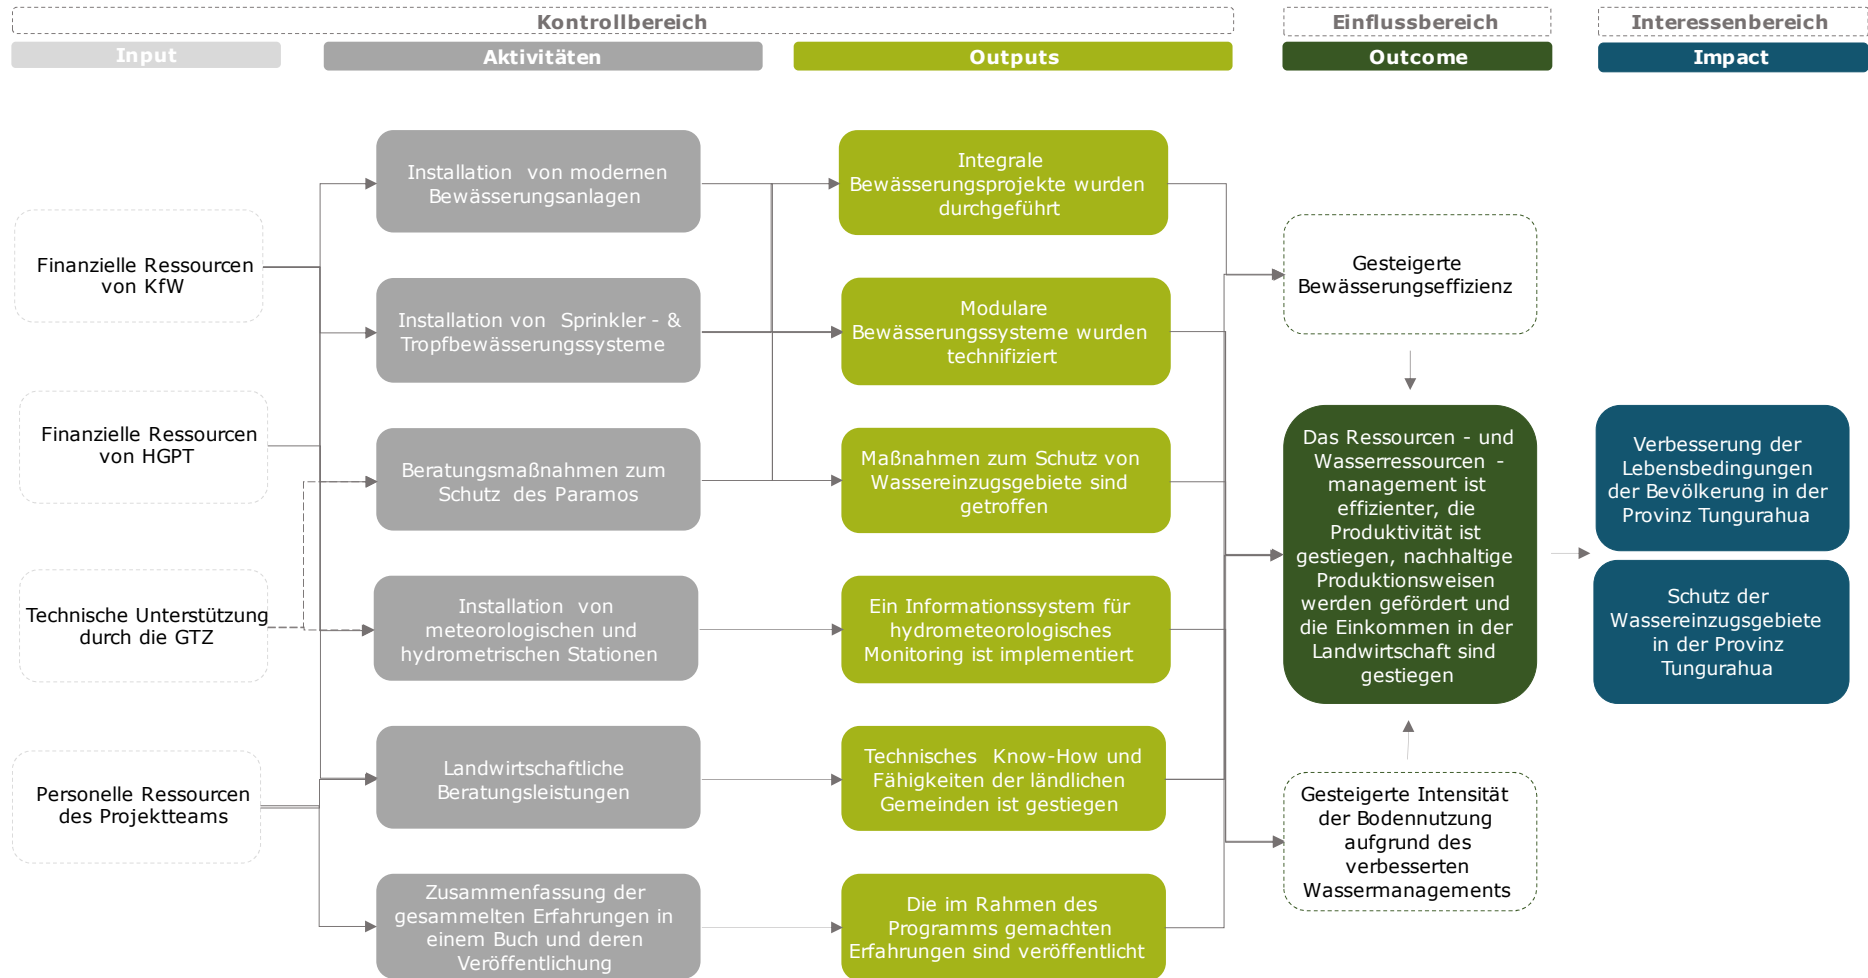 Kontrollbereich
Einflussbereich
Interessenbereich
Input
Aktivitäten
Outputs
Outcome
Impact
Finanzielle Ressourcen
von KfW
Finanzielle Ressourcen
von HGPT
Technische Unterstützung
durch die GTZ
Personelle Ressourcen
des Projektteams
Installation von modernen
Bewässerungsanlagen
Installation von Sprinkler - &
Tropfbewässerungssysteme
Beratungsmaßnahmen zum
Schutz des Paramos
Installation von
meteorologischen und
hydrometrischen Stationen
Landwirtschaftliche
Beratungsleistungen
Zusammenfassung der
gesammelten Erfahrungen in
einem Buch und deren
Veröffentlichung
Integrale
Bewässerungsprojekte wurden
durchgeführt
Modulare
Bewässerungssysteme wurden
technifiziert
Maßnahmen zum Schutz von
Wassereinzugsgebiete sind
getroffen
Ein Informationssystem für
hydrometeorologisches
Monitoring ist implementiert
Technisches Know-How und
Fähigkeiten der ländlichen
Gemeinden ist gestiegen
Die im Rahmen des
Programms gemachten
Erfahrungen sind veröffentlicht
Gesteigerte
Bewässerungseffizienz
Das Ressourcen - und
Wasserressourcen -
management ist
effizienter, die
Produktivität ist
gestiegen, nachhaltige
Produktionsweisen
werden gefördert und
die Einkommen in der
Landwirtschaft sind
gestiegen
Gesteigerte Intensität
der Bodennutzung
aufgrund des
verbesserten
Wassermanagements
Verbesserung der
Lebensbedingungen
der Bevölkerung in der
Provinz Tungurahua
Schutz der
Wassereinzugsgebiete
in der Provinz
Tungurahua